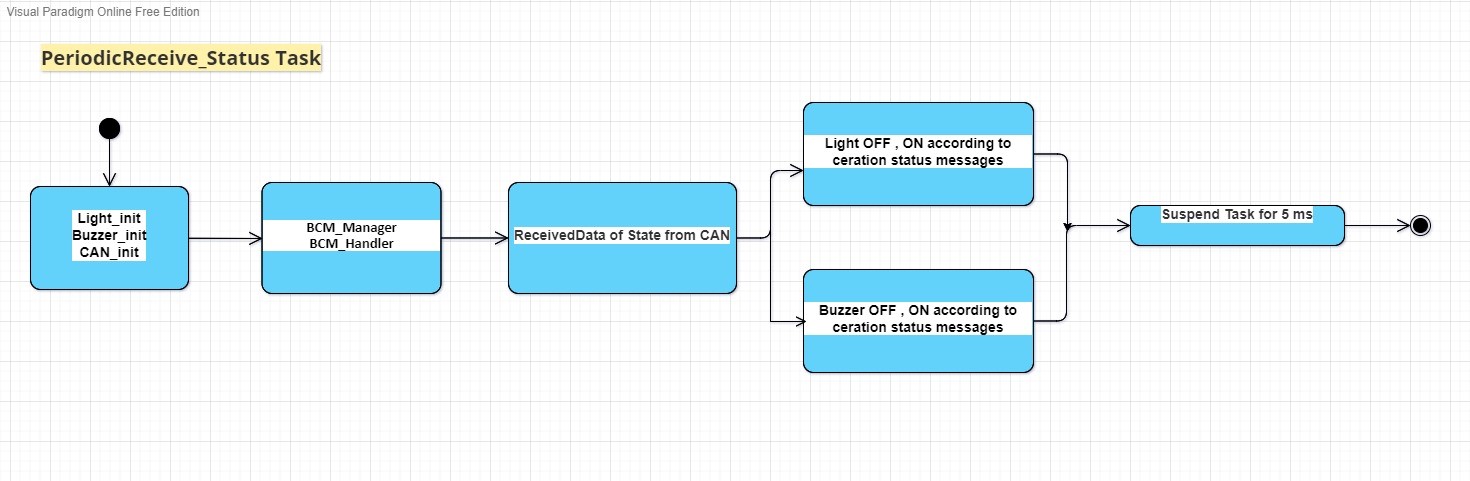 Visual Paradigm Online Free Edition
PeriodicReceive_Status Task
Light_init
Buzzer_init
CAN_init
BCM_Manager
BCM_Handler
ReceivedData of State from CAN
Light OFF , ON according to
ceration status messages
Buzzer OFF , ON according to
ceration status messages
Suspend Task for 5 ms